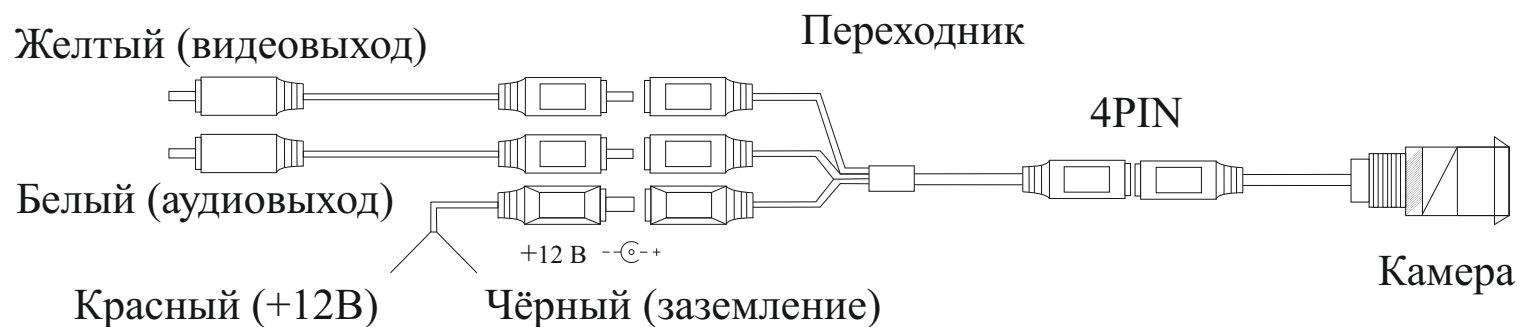 Желтый (видеовыход)
Переходник
4PIN
Белый (аудиовыход)
+12 В - +
Камера
Красный (+12В)
Чёрный (заземление)